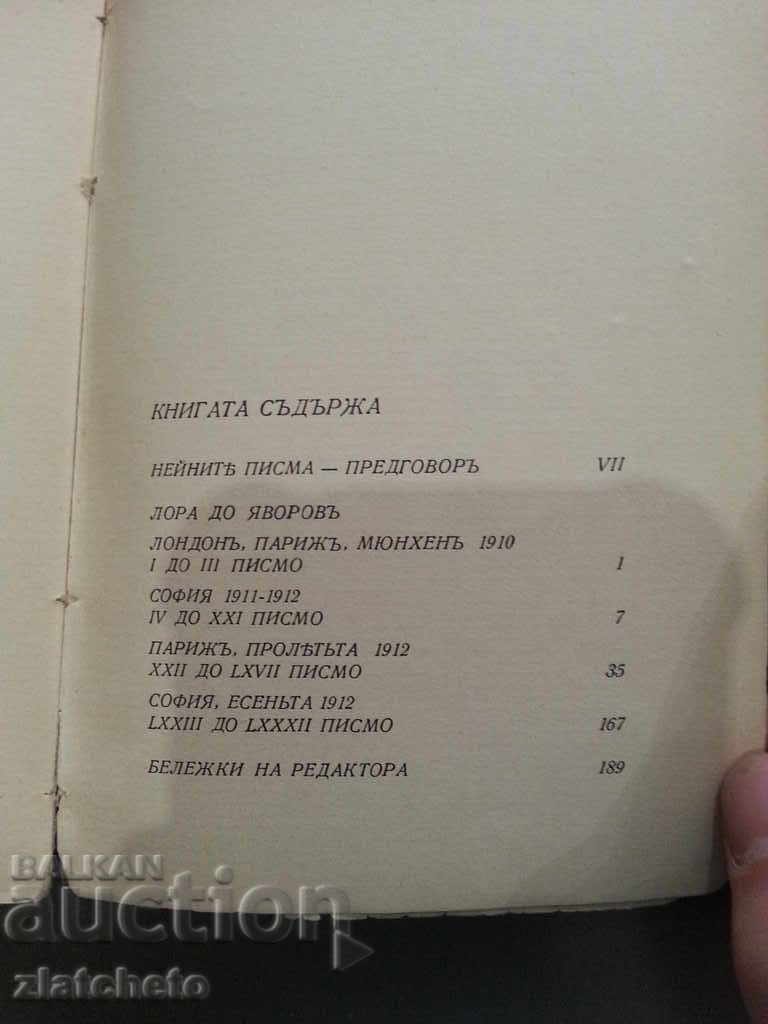 КНИГАТА СЪДЪРЖА
НЕЙНИТѢ ПИСМА — ПРЕДГОВОРЪ VII
ЛОРА ДО ЯВОРОВЪ
ЛОНДОНЪ, ПАРИЖЪ, МЮНХЕНЪ 1910
I ДО III ПИСМО 1
СОФИЯ 1911-1912
IV ДО XXI ПИСМО 7
ПАРИЖЪ, ПРОЛѢТЬТА 1912
XXII ДО LXVII ПИСМО 35
СОФИЯ, ЕСЕНЬТА 1912
LXXIII ДО LXXXII ПИСМО 167
БЕЛЕЖКИ НА РЕДАКТОРА 189
BALKAN
auction
zlatcheto